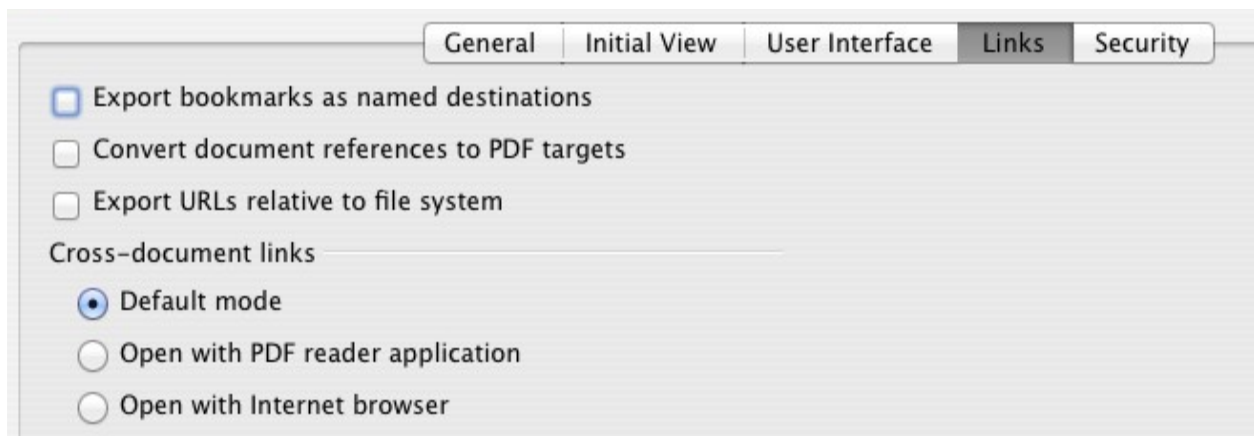 General Initial View User Interface Links Security
Export bookmarks as named destinations
Convert document references to PDF targets
Export URLs relative to file system
Cross-document links
Default mode
Open with PDF reader application
Open with Internet browser